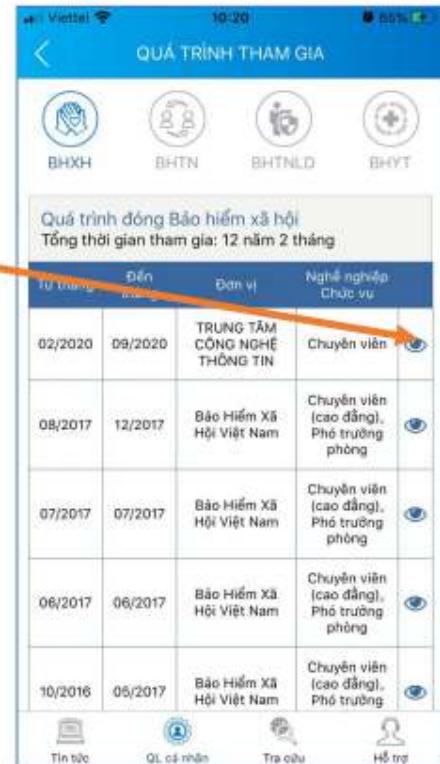 Viettel 10:20 65%
QUÁ TRÌNH THAM GIA
BHXH BHTN BHTNLD BHYT
Quá trình đóng Bảo hiểm xã hội
Tổng thời gian tham gia: 12 năm 2 tháng
Từ tháng
Đến tháng
Đơn vị
Nghề nghiệp
Chức vụ
02/2020
09/2020
TRUNG TÂM
CÔNG NGHỆ
THÔNG TIN
Chuyên viên
08/2017
12/2017
Bảo Hiểm Xã
Hội Việt Nam
Chuyên viên
(cao đẳng),
Phó trưởng
phòng
07/2017
07/2017
Bảo Hiểm Xã
Hội Việt Nam
Chuyên viên
(cao đẳng),
Phó trưởng
phòng
06/2017
06/2017
Bảo Hiểm Xã
Hội Việt Nam
Chuyên viên
(cao đẳng),
Phó trưởng
phòng
10/2016
05/2017
Bảo Hiểm Xã
Hội Việt Nam
Chuyên viên
(cao đẳng),
Phó trưởng
Tin tức QL cá nhân Tra cứu Hỗ trợ